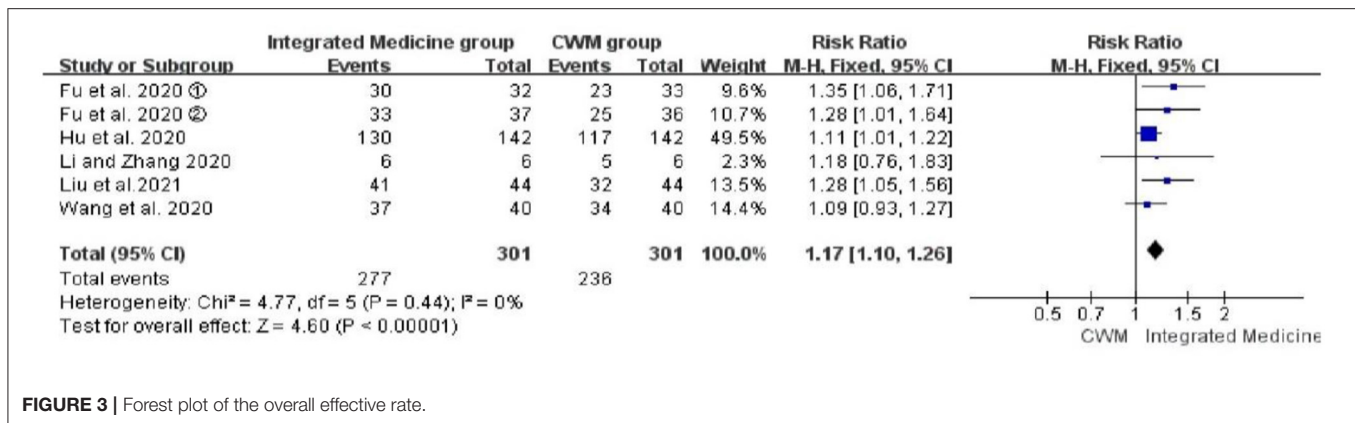 Integrated Medicine group CWM group Risk Ratio Risk Ratio
Study or Subgroup Events Total Events Total Weight M-H, Fixed, 95% CI M-H, Fixed, 95% CI
Fu et al. 2020 ① 30 32 23 33 9.6% 1.35 [1.06, 1.71]
Fu et al. 2020 ② 33 37 25 36 10.7% 1.28 [1.01, 1.64]
Hu et al. 2020 130 142 117 142 49.5% 1.11 [1.01, 1.22]
Li and Zhang 2020 6 6 5 6 2.3% 1.18 [0.76, 1.83]
Liu et al.2021 41 44 32 44 13.5% 1.28 [1.05, 1.56]
Wang et al. 2020 37 40 34 40 14.4% 1.09 [0.93, 1.27]
Total (95% CI) 301 301 100.0% 1.17 [1.10, 1.26]
Total events 277 236
Heterogeneity: Chi² = 4.77, df = 5 (P = 0.44); I² = 0%
Test for overall effect: Z = 4.60 (P < 0.00001)
0.5 0.7 1 1.5 2
CWM Integrated Medicine
FIGURE 3 | Forest plot of the overall effective rate.